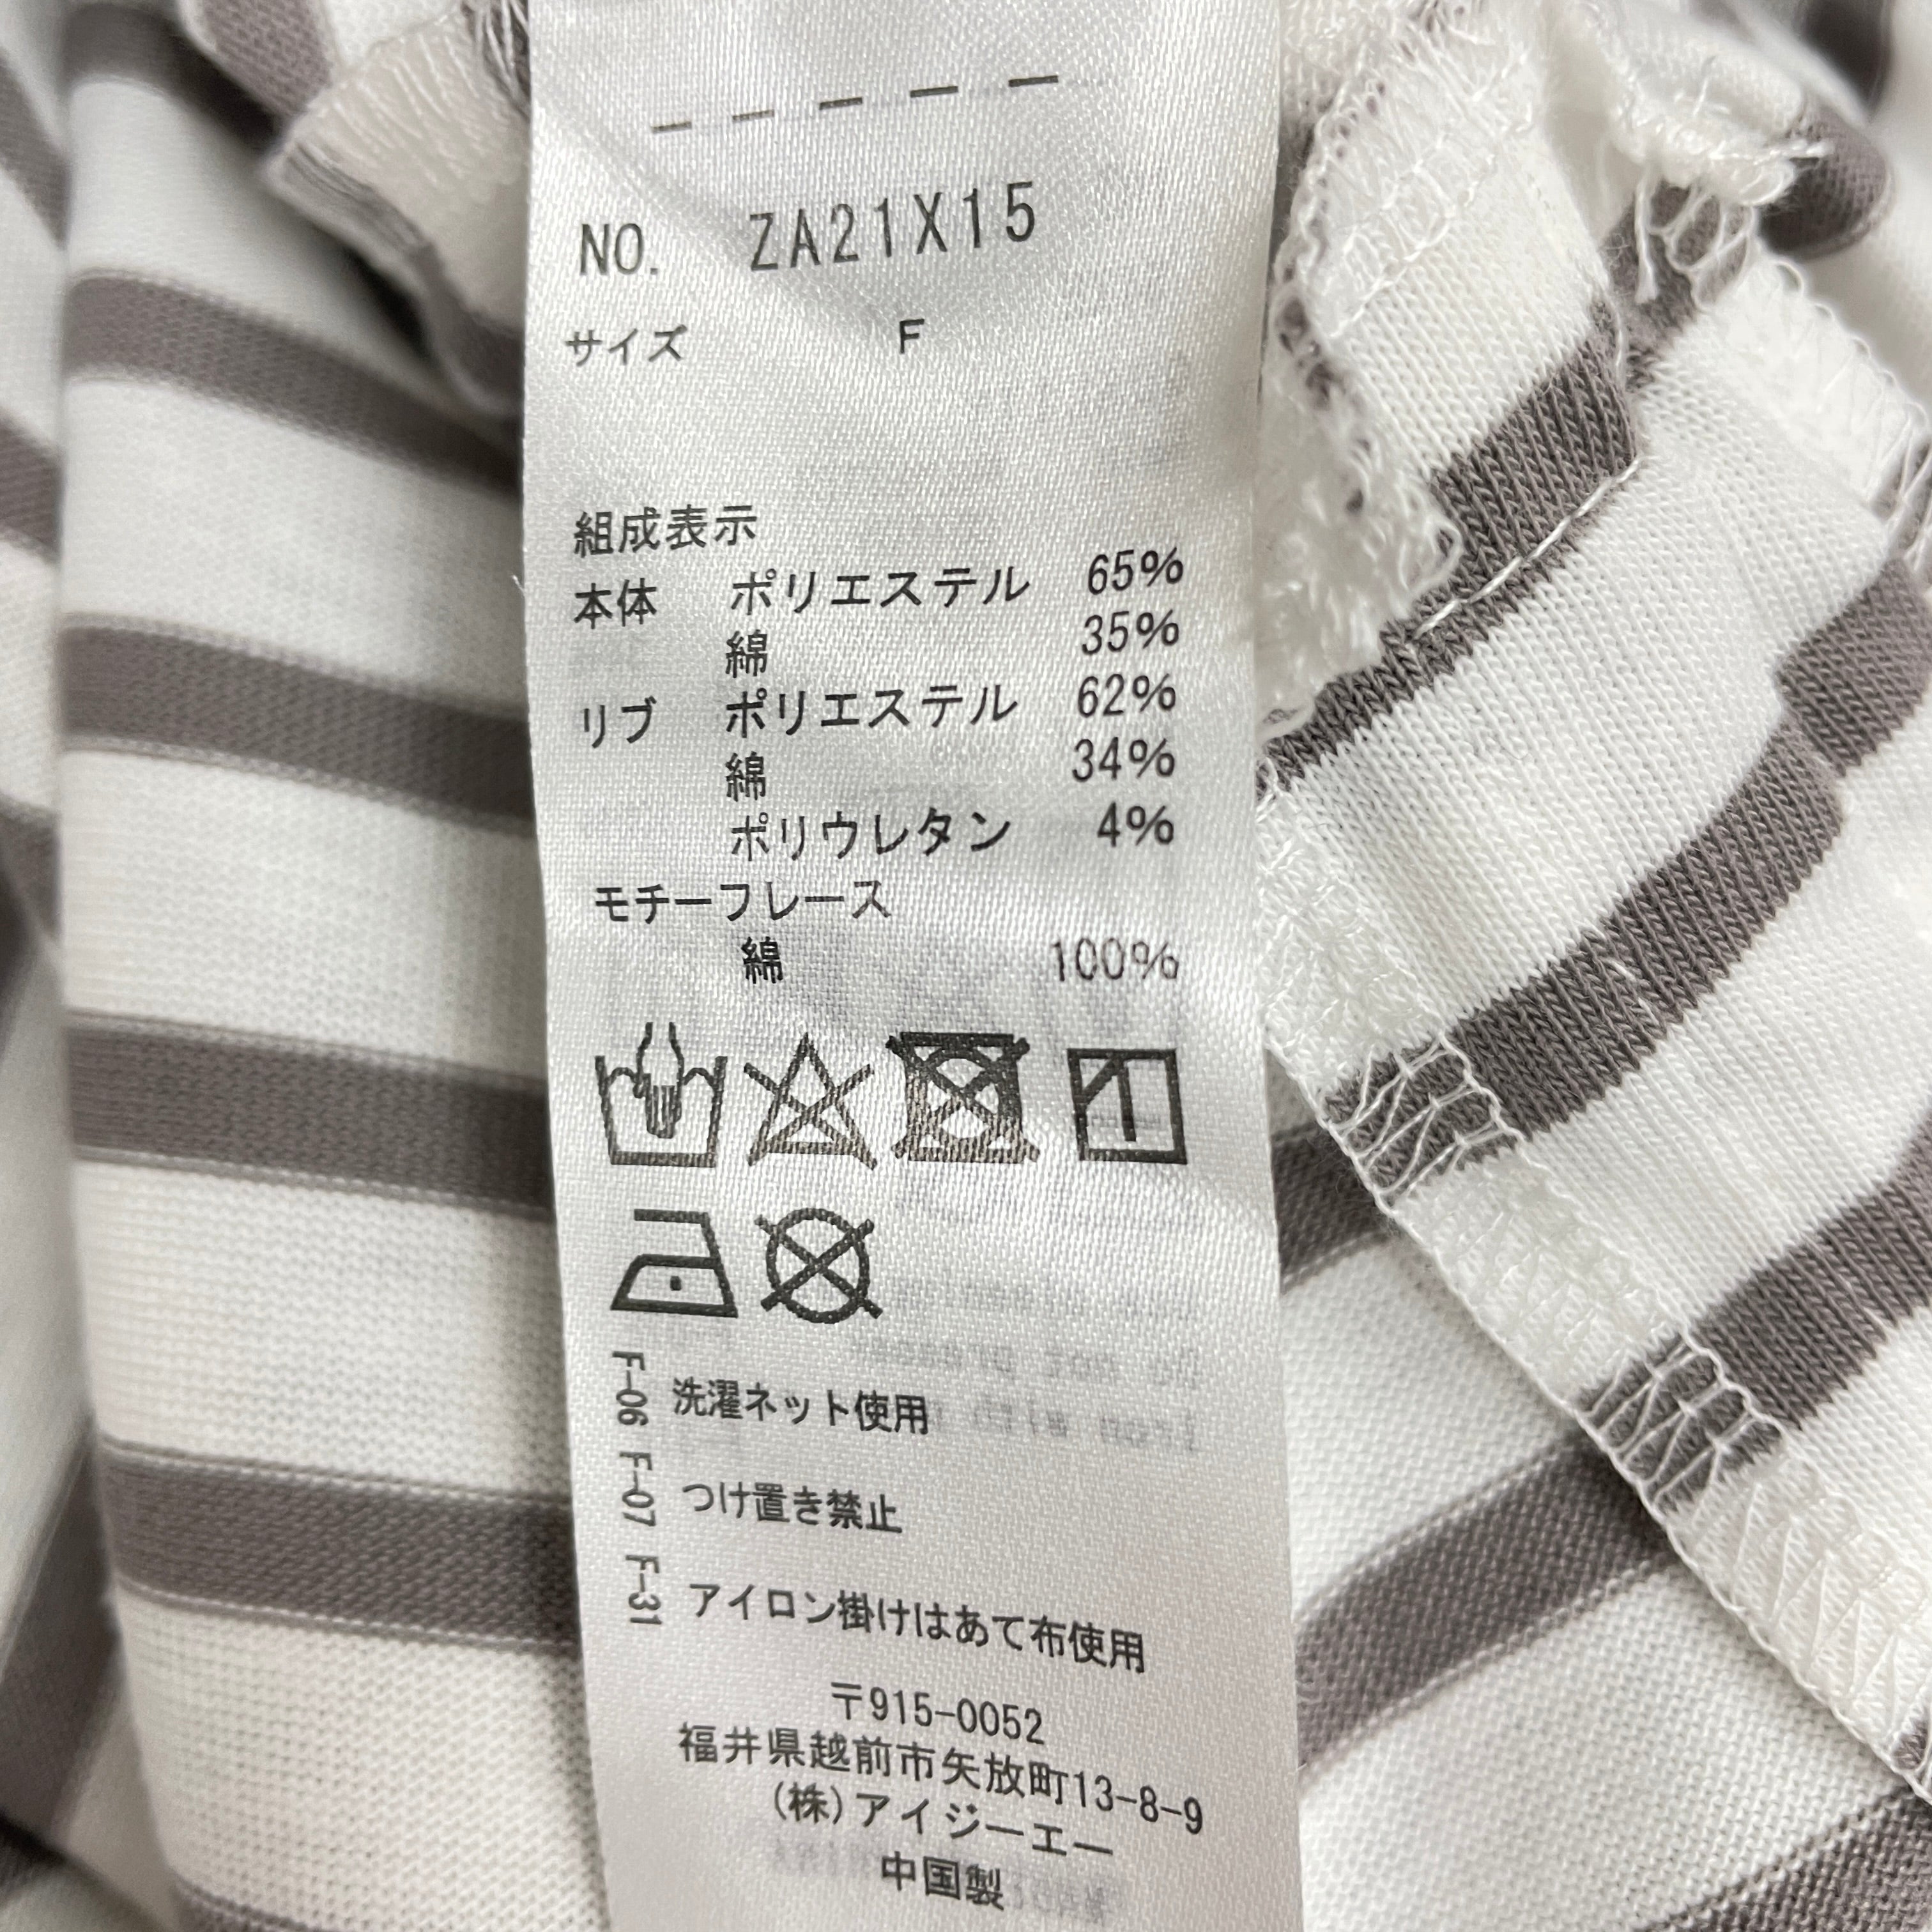 NO. ZA21X15
サイズ F
組成表示
本体 ポリエステル 65%
綿 35%
リブ ポリエステル 62%
綿 34%
ポリウレタン 4%
モチーフレース
綿 100%
F-06 洗濯ネット使用
F-07 つけ置き禁止
F-31 アイロン掛けはあて布使用
〒915-0052
福井県越前市矢放町13-8-9
(株)アイジーエー
中国製